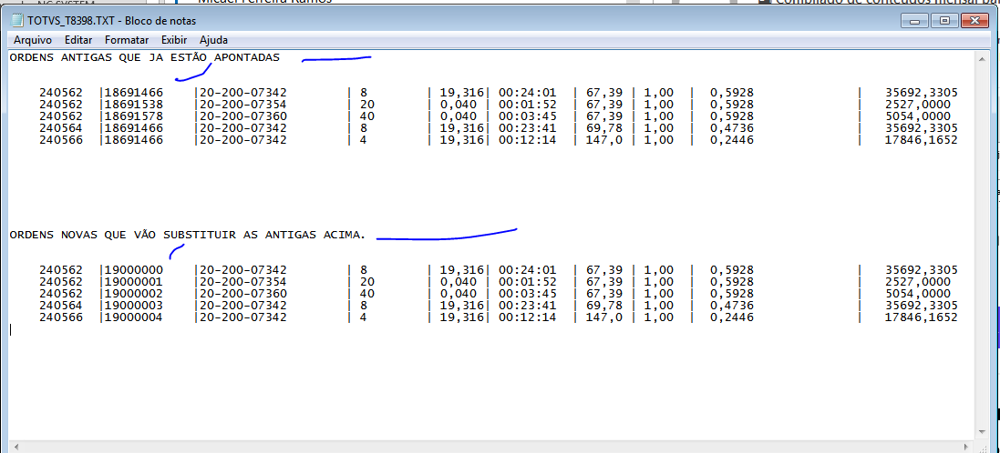 TOTVS_T8398.TXT - Bloco de notas
Arquivo Editar Formatar Exibir Ajuda
ORDENS ANTIGAS QUE JA ESTÃO APONTADAS
240562 |18691466 |20-200-07342 | 8 | 19,316| 00:24:01 | 67,39 | 1,00 | 0,5928 | 35692,3305
240562 |18691538 |20-200-07354 | 20 | 0,040 | 00:01:52 | 67,39 | 1,00 | 0,5928 | 2527,0000
240562 |18691578 |20-200-07360 | 40 | 0,040 | 00:03:45 | 67,39 | 1,00 | 0,5928 | 5054,0000
240564 |18691466 |20-200-07342 | 8 | 19,316| 00:23:41 | 69,78 | 1,00 | 0,4736 | 35692,3305
240566 |18691466 |20-200-07342 | 4 | 19,316| 00:12:14 | 147,0 | 1,00 | 0,2446 | 17846,1652
ORDENS NOVAS QUE VÃO SUBSTITUIR AS ANTIGAS ACIMA.
240562 |19000000 |20-200-07342 | 8 | 19,316| 00:24:01 | 67,39 | 1,00 | 0,5928 | 35692,3305
240562 |19000001 |20-200-07354 | 20 | 0,040 | 00:01:52 | 67,39 | 1,00 | 0,5928 | 2527,0000
240562 |19000002 |20-200-07360 | 40 | 0,040 | 00:03:45 | 67,39 | 1,00 | 0,5928 | 5054,0000
240564 |19000003 |20-200-07342 | 8 | 19,316| 00:23:41 | 69,78 | 1,00 | 0,4736 | 35692,3305
240566 |19000004 |20-200-07342 | 4 | 19,316| 00:12:14 | 147,0 | 1,00 | 0,2446 | 17846,1652